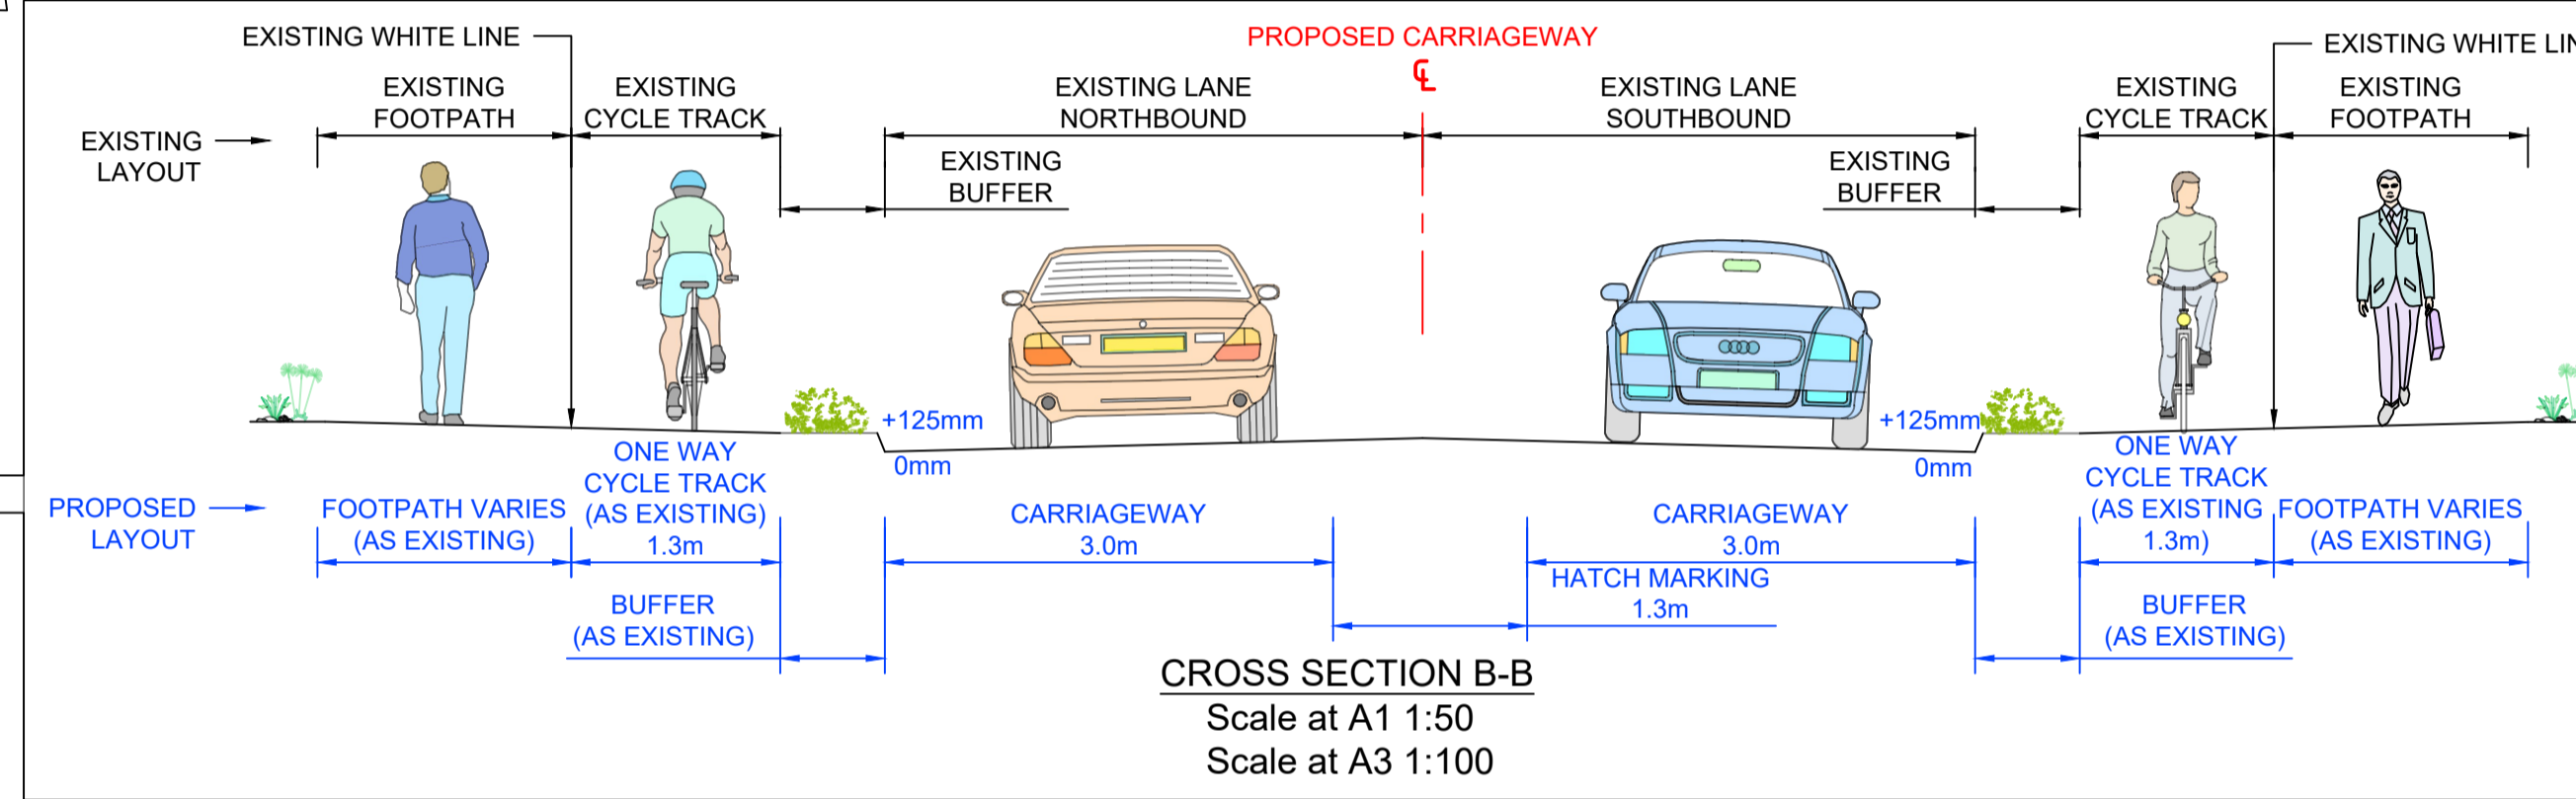 EXISTING WHITE LINE
PROPOSED CARRIAGEWAY
℄
EXISTING WHITE LIN
EXISTING
FOOTPATH
EXISTING
CYCLE TRACK
EXISTING LANE
NORTHBOUND
EXISTING LANE
SOUTHBOUND
EXISTING
CYCLE TRACK
EXISTING
FOOTPATH
EXISTING
LAYOUT
EXISTING
BUFFER
EXISTING
BUFFER
+125mm
0mm
+125mm
0mm
PROPOSED
LAYOUT
FOOTPATH VARIES
(AS EXISTING)
ONE WAY
CYCLE TRACK
(AS EXISTING)
1.3m
CARRIAGEWAY
3.0m
CARRIAGEWAY
3.0m
ONE WAY
CYCLE TRACK
(AS EXISTING
1.3m)
FOOTPATH VARIES
(AS EXISTING)
BUFFER
(AS EXISTING)
HATCH MARKING
1.3m
BUFFER
(AS EXISTING)
CROSS SECTION B-B
Scale at A1 1:50
Scale at A3 1:100